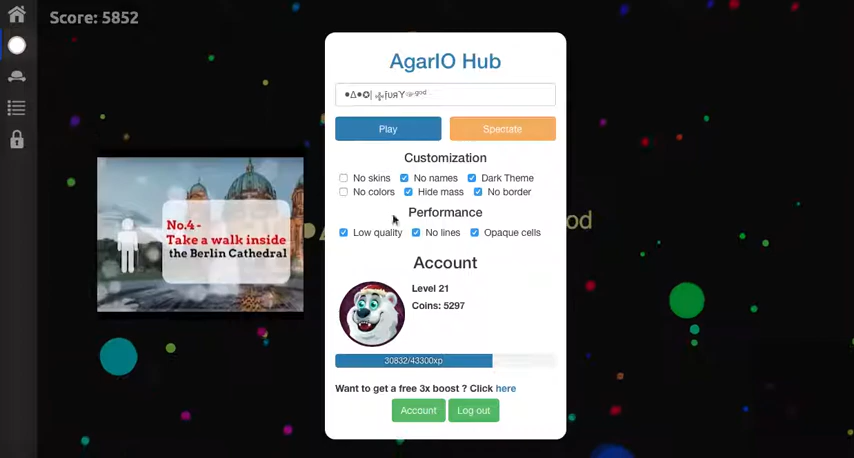 Score: 5852
AgarIO Hub
Play
Spectate
Customization
No skins
No names
Dark Theme
No colors
Hide mass
No border
Performance
Low quality
No lines
Opaque cells
No.4 -
Take a walk inside
the Berlin Cathedral
od
Account
Level 21
Coins: 5297
30832/43300xp
Want to get a free 3x boost ? Click here
Account
Log out